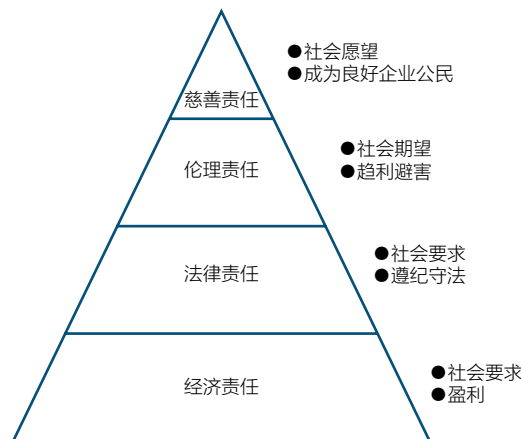 ●社会愿望
●成为良好企业公民
慈善责任
●社会期望
●趋利避害
伦理责任
●社会要求
●遵纪守法
法律责任
●社会要求
●盈利
经济责任